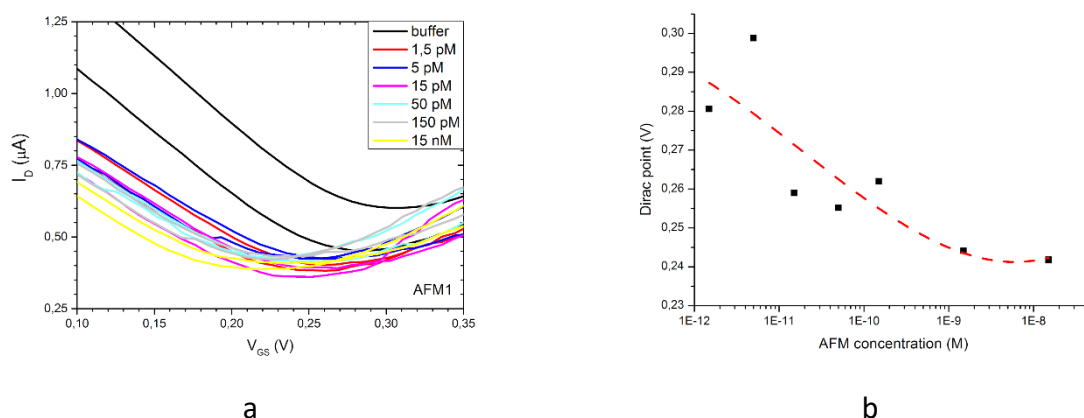 1,25
1,00
0,75
0,50
0,25
I_D (μA)
buffer
1,5 pM
5 pM
15 pM
50 pM
150 pM
15 nM
AFM1
0,10 0,15 0,20 0,25 0,30 0,35
V_GS (V)
a
0,30
0,29
0,28
0,27
0,26
0,25
0,24
0,23
Dirac point (V)
1E-12 1E-11 1E-10 1E-9 1E-8
AFM concentration (M)
b